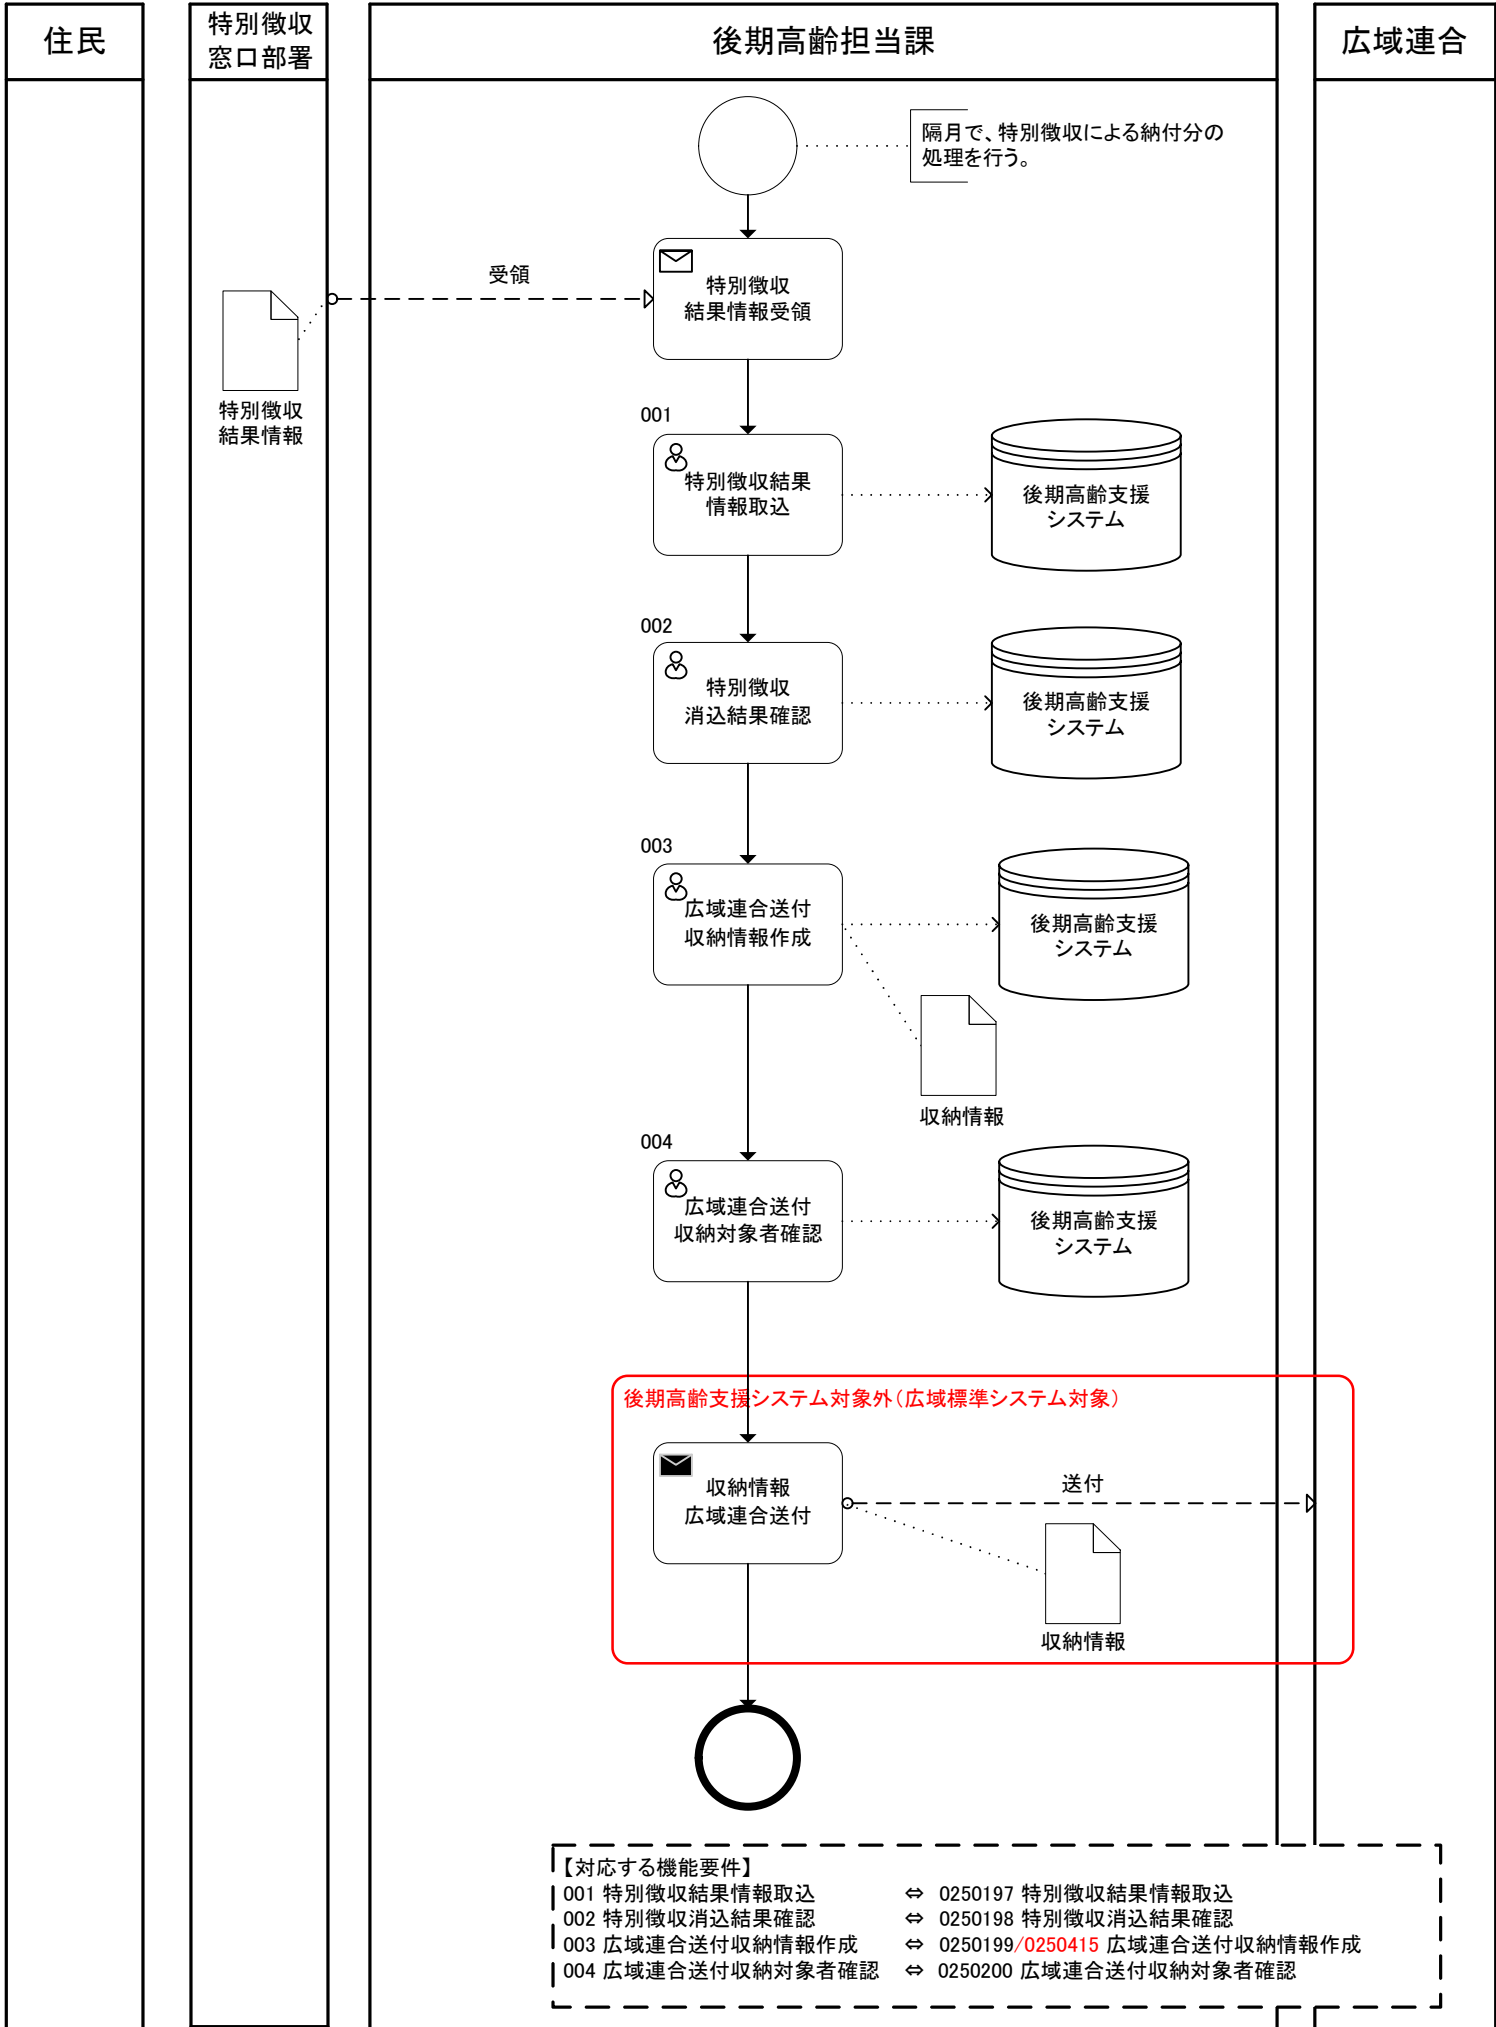 住民
特別徴収
窓口部署
後期高齢担当課
広域連合
隔月で、特別徴収による納付分の
処理を行う。
受領
特別徴収
結果情報受領
特別徴収
結果情報
001
特別徴収結果
情報取込
後期高齢支援
システム
002
特別徴収
消込結果確認
後期高齢支援
システム
003
広域連合送付
収納情報作成
後期高齢支援
システム
収納情報
004
広域連合送付
収納対象者確認
後期高齢支援
システム
後期高齢支援システム対象外（広域標準システム対象）
収納情報
広域連合送付
送付
収納情報
【対応する機能要件】
001 特別徴収結果情報取込 ⇔ 0250197 特別徴収結果情報取込
002 特別徴収消込結果確認 ⇔ 0250198 特別徴収消込結果確認
003 広域連合送付収納情報作成 ⇔ 0250199/0250415 広域連合送付収納情報作成
004 広域連合送付収納対象者確認 ⇔ 0250200 広域連合送付収納対象者確認